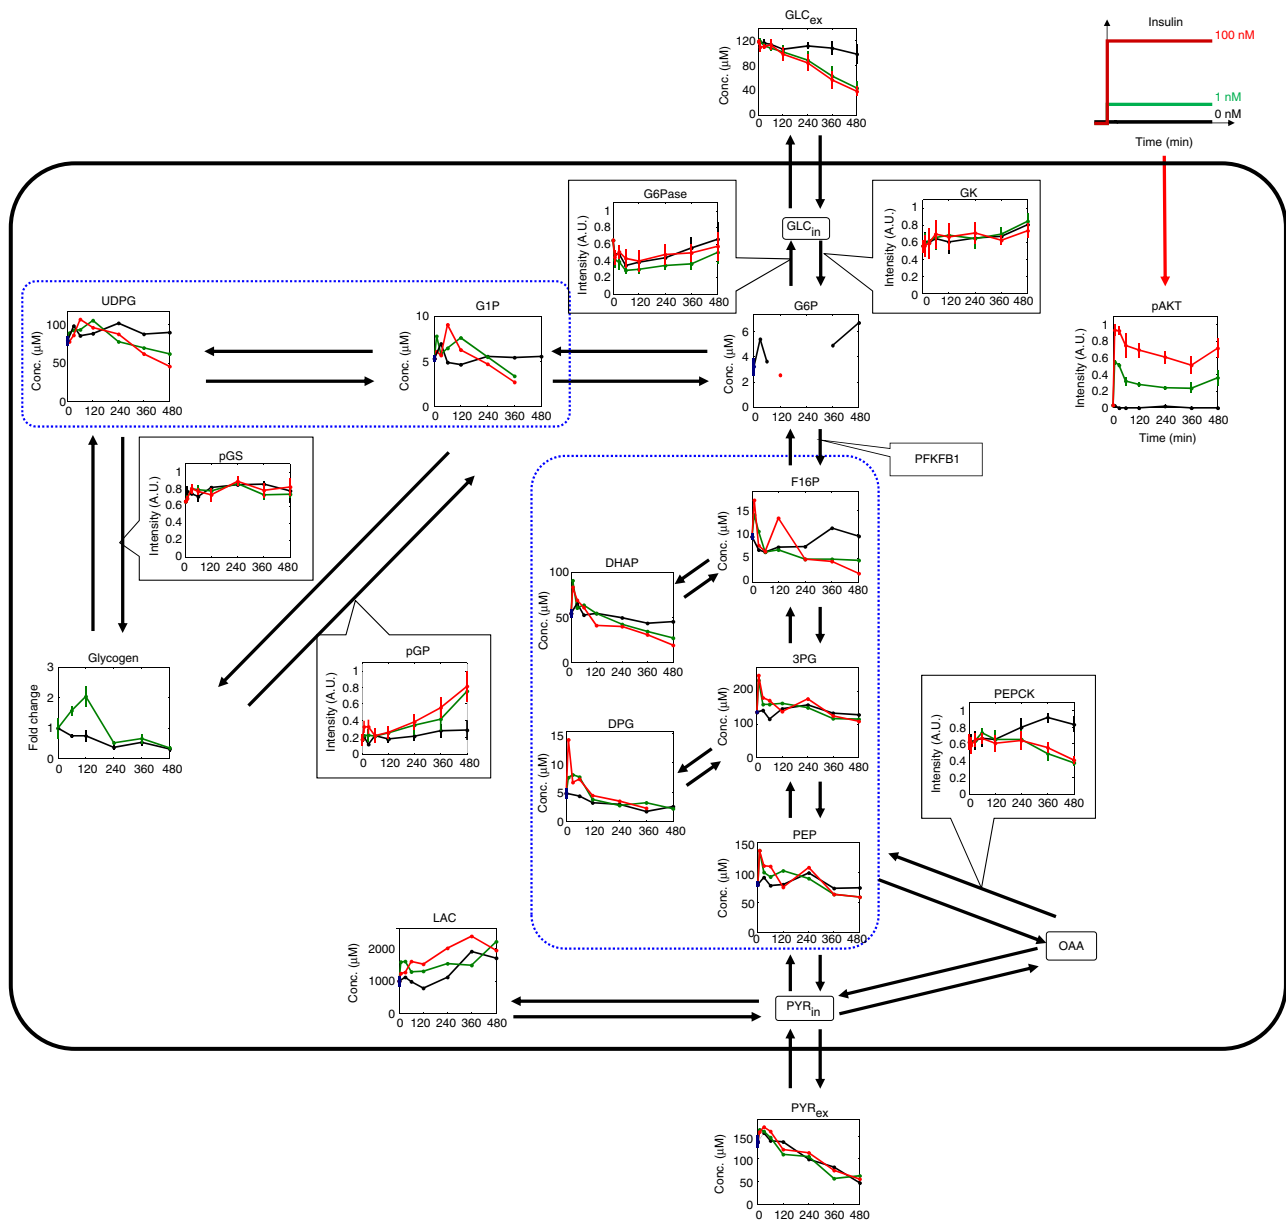 GLCex
Conc. (µM)
120
80
40
0
0 120 240 360 480
Insulin
100 nM
1 nM
0 nM
Time (min)
G6Pase
Intensity (A.U.)
1
0.8
0.6
0.4
0.2
0
0 120 240 360 480
GLCin
GK
Intensity (A.U.)
1
0.8
0.6
0.4
0.2
0
0 120 240 360 480
UDPG
Conc. (µM)
100
50
0
0 120 240 360 480
G1P
Conc. (µM)
10
5
0
0 120 240 360 480
G6P
Conc. (µM)
6
4
2
0
0 120 240 360 480
pAKT
Intensity (A.U.)
1
0.8
0.6
0.4
0.2
0
0 120 240 360 480
Time (min)
pGS
Intensity (A.U.)
1
0.8
0.6
0.4
0.2
0
0 120 240 360 480
PFKFB1
F16P
Conc. (µM)
15
10
5
0
0 120 240 360 480
DHAP
Conc. (µM)
100
50
0
0 120 240 360 480
Glycogen
Fold change
3
2
1
0
0 120 240 360 480
pGP
Intensity (A.U.)
1
0.8
0.6
0.4
0.2
0
0 120 240 360 480
3PG
Conc. (µM)
200
100
0
0 120 240 360 480
PEPCK
Intensity (A.U.)
1
0.8
0.6
0.4
0.2
0
0 120 240 360 480
DPG
Conc. (µM)
15
10
5
0
0 120 240 360 480
PEP
Conc. (µM)
150
100
50
0
0 120 240 360 480
LAC
Conc. (µM)
2000
1000
0
0 120 240 360 480
OAA
PYRin
PYRex
Conc. (µM)
150
100
50
0
0 120 240 360 480